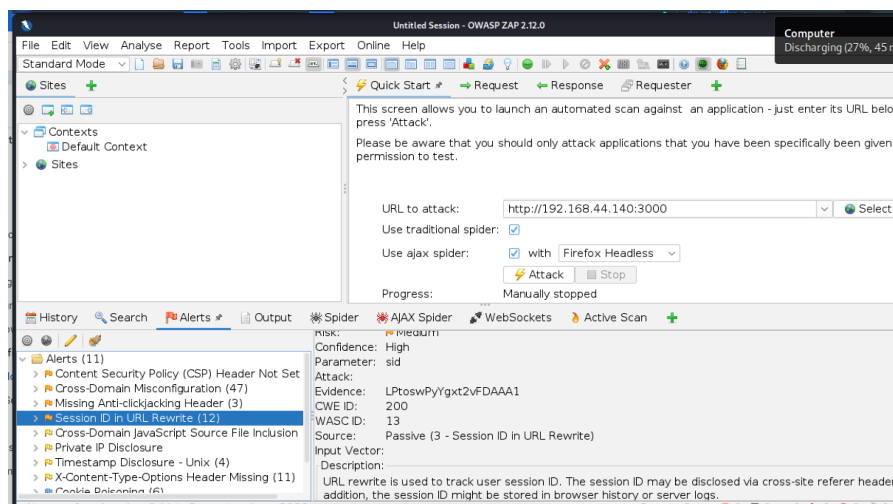 Untitled Session - OWASP ZAP 2.12.0
Computer
Discharging (27%, 45 m
File Edit View Analyse Report Tools Import Export Online Help
Standard Mode
Sites
Quick Start Request Response Requester
This screen allows you to launch an automated scan against an application - just enter its URL belo
press 'Attack'.
Please be aware that you should only attack applications that you have been specifically been given
permission to test.
Contexts
Default Context
Sites
URL to attack: http://192.168.44.140:3000 Select
Use traditional spider:
Use ajax spider: with Firefox Headless
Attack Stop
Progress: Manually stopped
History Search Alerts Output Spider AJAX Spider WebSockets Active Scan
Alerts (11)
Content Security Policy (CSP) Header Not Set
Cross-Domain Misconfiguration (47)
Missing Anti-clickjacking Header (3)
Session ID in URL Rewrite (12)
Cross-Domain JavaScript Source File Inclusion
Private IP Disclosure
Timestamp Disclosure - Unix (4)
X-Content-Type-Options Header Missing (11)
Cookie Poisoning (6)
Risk: Medium
Confidence: High
Parameter: sid
Attack:
Evidence: LPtoswPyYgxt2vFDAAA1
CWE ID: 200
WASC ID: 13
Source: Passive (3 - Session ID in URL Rewrite)
Input Vector:
Description:
URL rewrite is used to track user session ID. The session ID may be disclosed via cross-site referer heade
addition, the session ID might be stored in browser history or server logs.